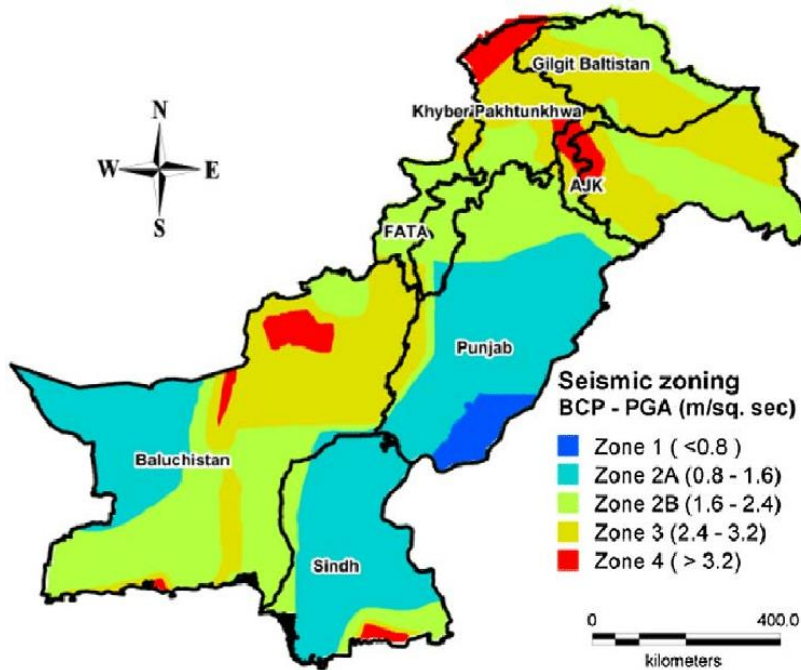 Gilgit Baltistan
Khyber Pakhtunkhwa
N
W E
S
AJK
FATA
Punjab
Seismic zoning
BCP - PGA (m/sq. sec)
Zone 1 ( <0.8 )
Baluchistan
Zone 2A (0.8 - 1.6)
Zone 2B (1.6 - 2.4)
Zone 3 (2.4 - 3.2)
Sindh
Zone 4 ( > 3.2)
0 400.0
kilometers